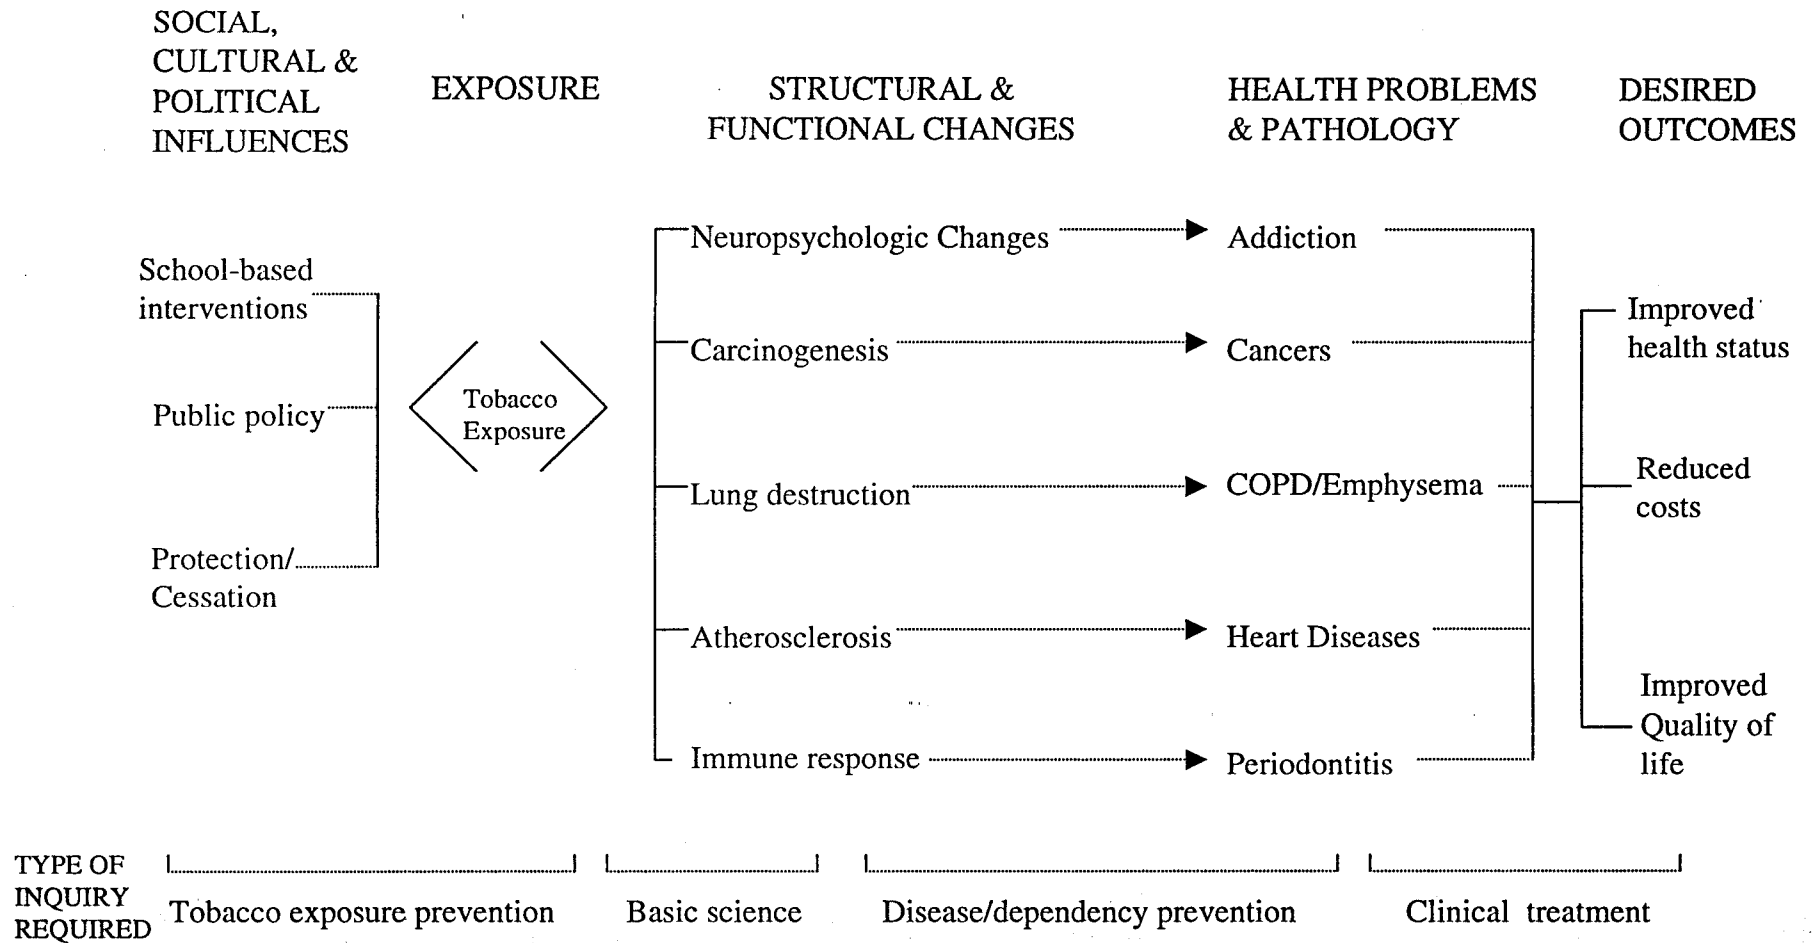 SOCIAL,
CULTURAL &
POLITICAL
INFLUENCES
EXPOSURE
STRUCTURAL &
FUNCTIONAL CHANGES
HEALTH PROBLEMS
& PATHOLOGY
DESIRED
OUTCOMES
School-based
interventions
Public policy
Protection/
Cessation
Tobacco
Exposure
Neuropsychologic Changes
Addiction
Carcinogenesis
Cancers
Lung destruction
COPD/Emphysema
Atherosclerosis
Heart Diseases
Immune response
Periodontitis
Improved
health status
Reduced
costs
Improved
Quality of
life
TYPE OF
INQUIRY
REQUIRED
Tobacco exposure prevention
Basic science
Disease/dependency prevention
Clinical treatment